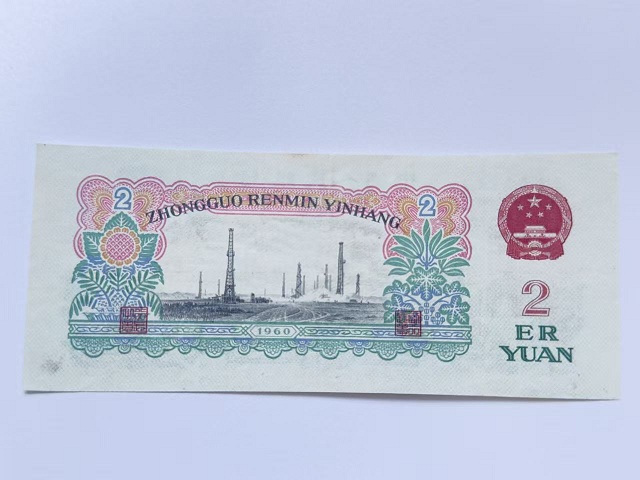 2
ZHONGGUO RENMIN YINHANG
2
1960
2
ER
YUAN